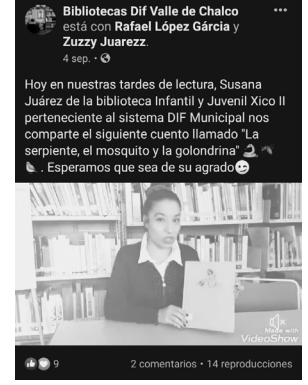 Bibliotecas Dif Valle de Chalco
está con Rafael López Gárcia y
Zuzzy Juarezz.
4 sep.
Hoy en nuestras tardes de lectura, Susana
Juárez de la biblioteca Infantil y Juvenil Xico II
perteneciente al sistema DIF Municipal nos
comparte el siguiente cuento llamado "La
serpiente, el mosquito y la golondrina" 🐍🦟
🐦. Esperamos que sea de su agrado😉
Made with
VideoShow
9
2 comentarios • 14 reproducciones